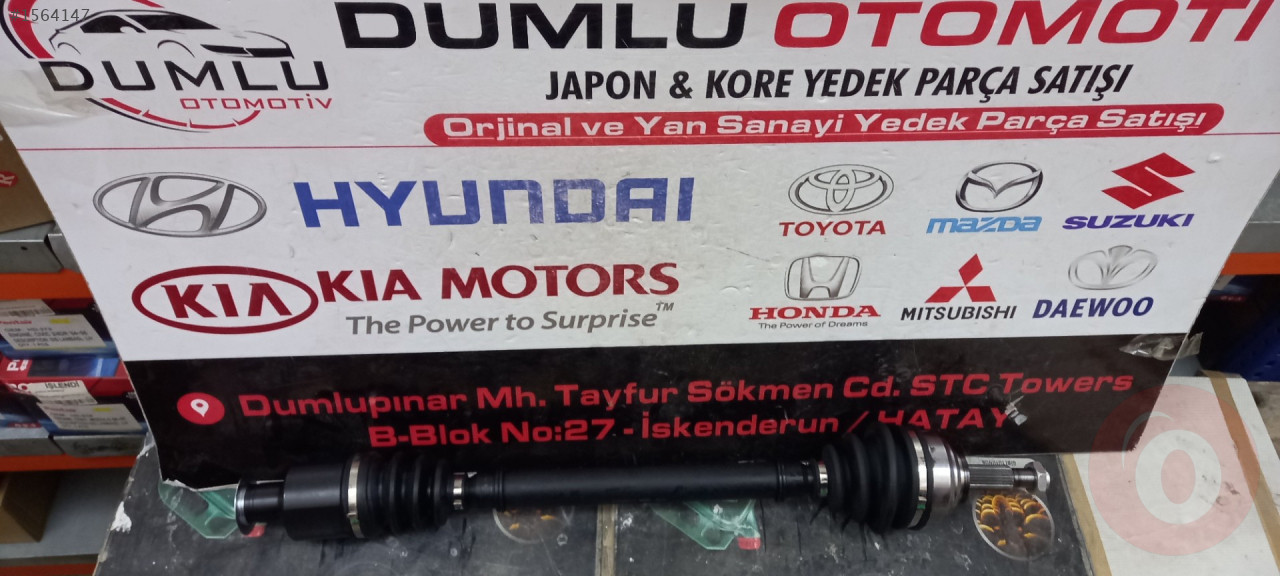 1564147
DUMLU OTOMOTİ
DUMLU
OTOMOTİV
JAPON & KORE YEDEK PARÇA SATIŞI
Orjinal ve Yan Sanayi Yedek Parça Satışı
HYUNDAI
TOYOTA
mazda
SUZUKI
KIA
KIA MOTORS
The Power to Surprise™
HONDA
The Power of Dreams
MITSUBISHI
DAEWOO
İŞLENDİ
Dumlupınar Mh. Tayfur Sökmen Cd. STC Towers
B-Blok No:27 - İskenderun / HATAY